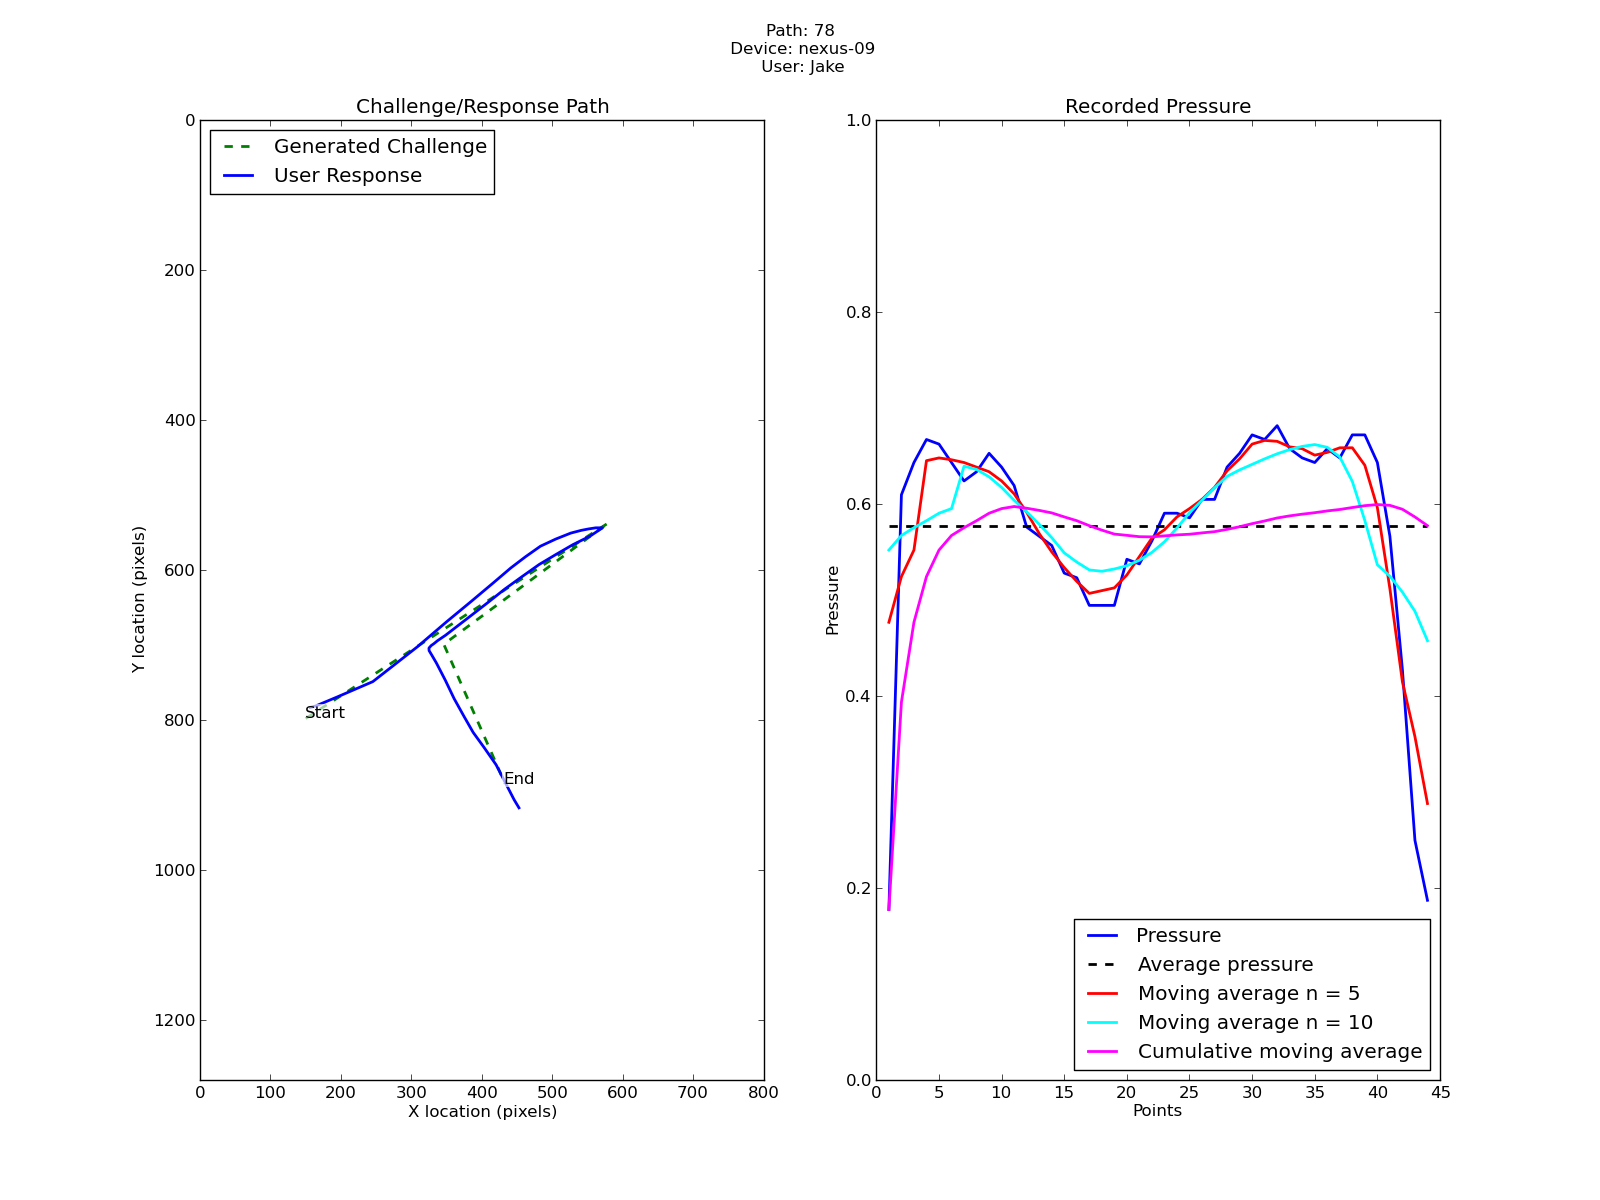 Path: 78
Device: nexus-09
User: Jake
Challenge/Response Path
Generated Challenge
User Response
0
200
400
600
800
1000
1200
Y location (pixels)
Start
End
0 100 200 300 400 500 600 700 800
X location (pixels)
Recorded Pressure
1.0
0.8
0.6
0.4
0.2
0.0
Pressure
Pressure
Average pressure
Moving average n = 5
Moving average n = 10
Cumulative moving average
0 5 10 15 20 25 30 35 40 45
Points